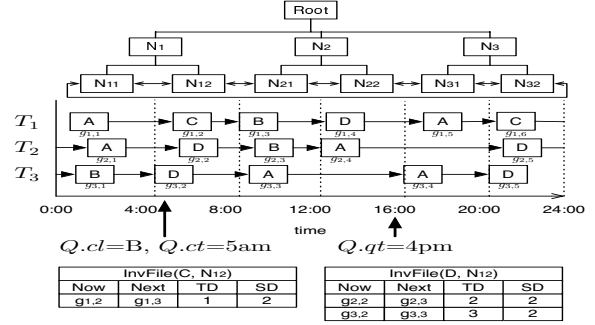 Root
N1 N2 N3
N11 N12 N21 N22 N31 N32
T1 A C B D A C
g1,1 g1,2 g1,3 g1,4 g1,5 g1,6
T2 A D B A D
g2,1 g2,2 g2,3 g2,4 g2,5
T3 B D A A D
g3,1 g3,2 g3,3 g3,4 g3,5
0:00 4:00 8:00 12:00 16:00 20:00 24:00
time
Q.cl=B, Q.ct=5am Q.qt=4pm
InvFile(C, N12)
Now Next TD SD
g1,2 g1,3 1 2
InvFile(D, N12)
Now Next TD SD
g2,2 g2,3 2 2
g3,2 g3,3 3 2